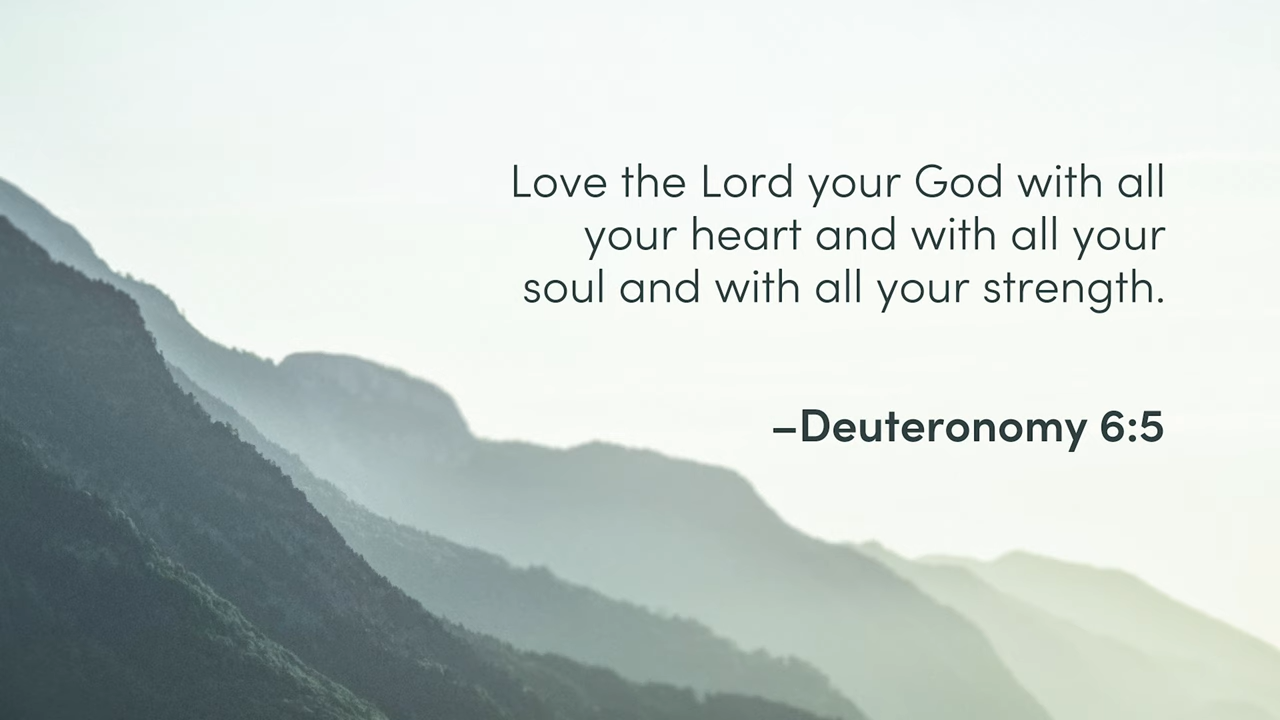 Love the Lord your God with all
your heart and with all your
soul and with all your strength.
–Deuteronomy 6:5